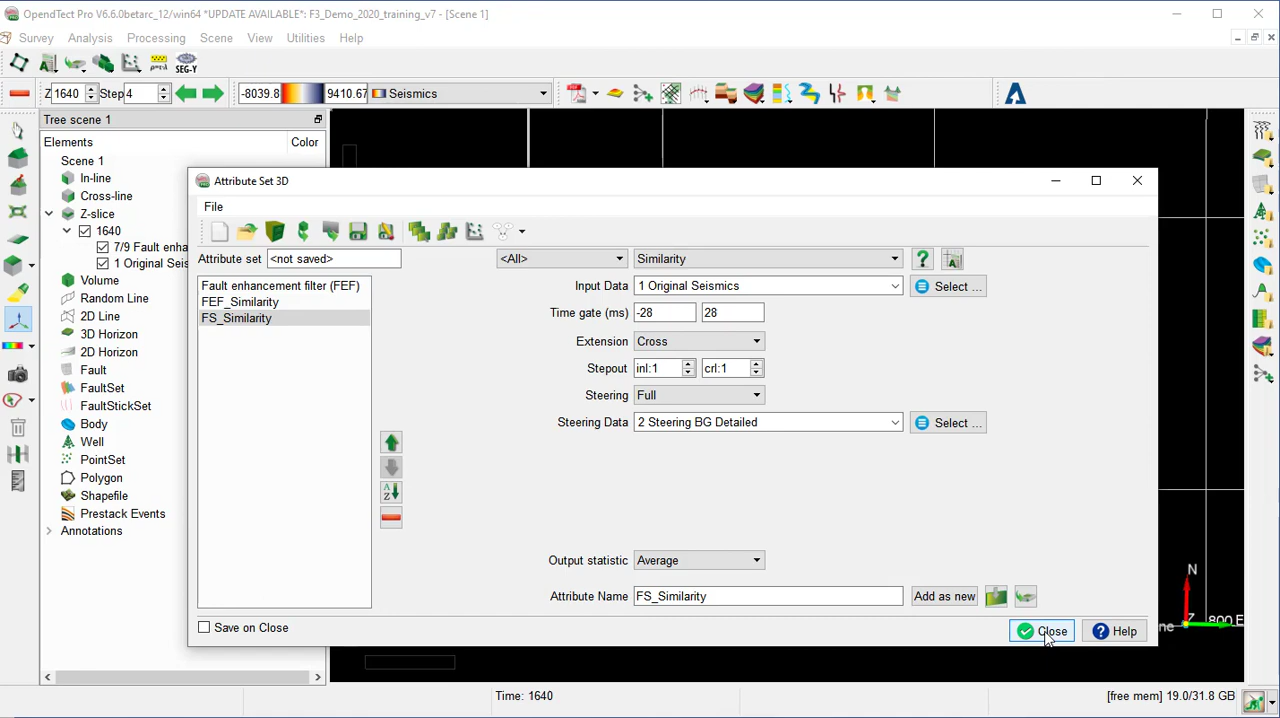 OpendTect Pro V6.6.0betarc_12/win64 *UPDATE AVAILABLE*: F3_Demo_2020_training_v7 - [Scene 1]
Survey Analysis Processing Scene View Utilities Help
SEG-Y
Z 1640 Step 4 -8039.8 9410.67 Seismics
Tree scene 1
Elements Color
Scene 1
In-line
Cross-line
Z-slice
1640
7/9 Fault enha
1 Original Seis
Volume
Random Line
2D Line
3D Horizon
2D Horizon
Fault
FaultSet
FaultStickSet
Body
Well
PointSet
Polygon
Shapefile
Prestack Events
Annotations
Attribute Set 3D
File
Attribute set <not saved> <All> Similarity
Fault enhancement filter (FEF)
FEF_Similarity
FS_Similarity
Input Data 1 Original Seismics Select ...
Time gate (ms) -28 28
Extension Cross
Stepout inl:1 crl:1
Steering Full
Steering Data 2 Steering BG Detailed Select ...
A
Z
Output statistic Average
Attribute Name FS_Similarity Add as new
Save on Close
Close Help
N
Z
800 E
ne
Time: 1640 [free mem] 19.0/31.8 GB